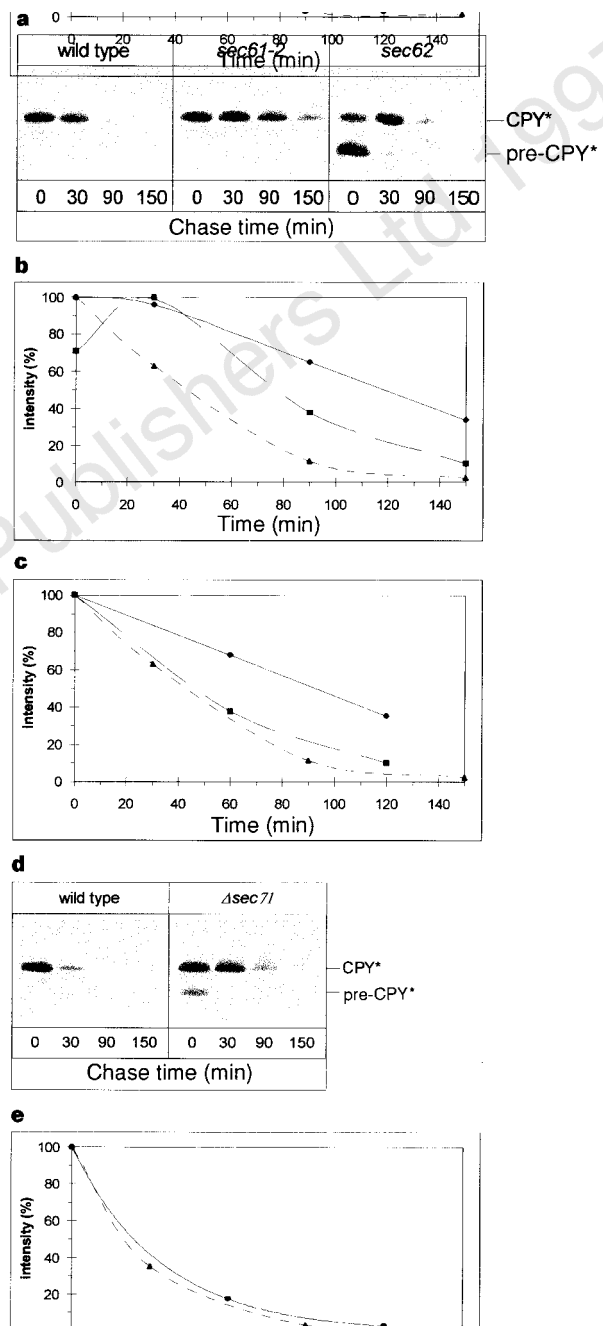 a
0
0 20 40 60 80 100 120 140
Time (min)
wild type sec61-2 sec62
CPY*
pre-CPY*
0 30 90 150 0 30 90 150 0 30 90 150
Chase time (min)
b
intensity (%)
100
80
60
40
20
0
0 20 40 60 80 100 120 140
Time (min)
c
intensity (%)
100
80
60
40
20
0
0 20 40 60 80 100 120 140
Time (min)
d
wild type Δsec71
CPY*
pre-CPY*
0 30 90 150 0 30 90 150
Chase time (min)
e
intensity (%)
100
80
60
40
20
Publishers Ltd 199